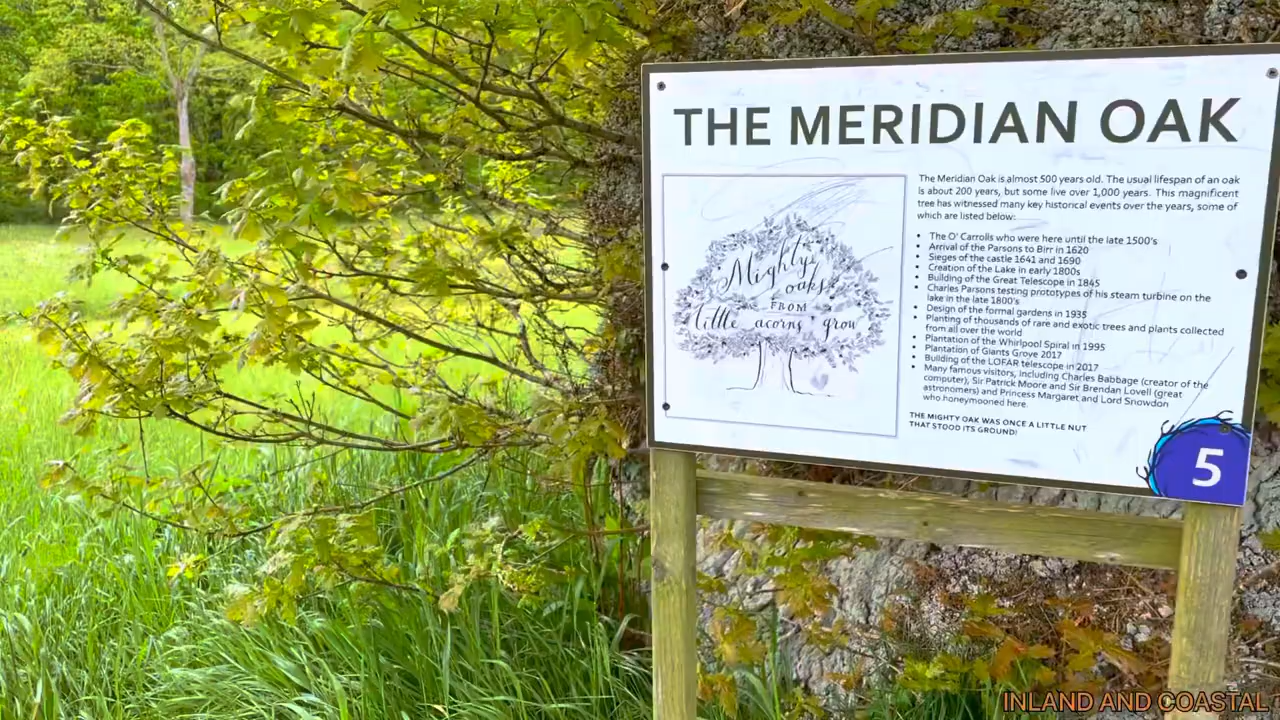 THE MERIDIAN OAK
Mighty
oaks
FROM
little acorns grow
The Meridian Oak is almost 500 years old. The usual lifespan of an oak
is about 200 years, but some live over 1,000 years. This magnificent
tree has witnessed many key historical events over the years, some of
which are listed below:
• The O' Carrolls who were here until the late 1500's
• Arrival of the Parsons to Birr in 1620
• Sieges of the castle 1641 and 1690
• Creation of the Lake in early 1800s
• Building of the Great Telescope in 1845
• Charles Parsons testing prototypes of his steam turbine on the
lake in the late 1800's
• Design of the formal gardens in 1935
• Planting of thousands of rare and exotic trees and plants collected
from all over the world
• Plantation of the Whirlpool Spiral in 1995
• Plantation of Giants Grove 2017
• Building of the LOFAR telescope in 2017
• Many famous visitors, including Charles Babbage (creator of the
computer), Sir Patrick Moore and Sir Brendan Lovell (great
astronomers) and Princess Margaret and Lord Snowdon
who honeymooned here.
THE MIGHTY OAK WAS ONCE A LITTLE NUT
THAT STOOD ITS GROUND!
5
INLAND AND COASTAL